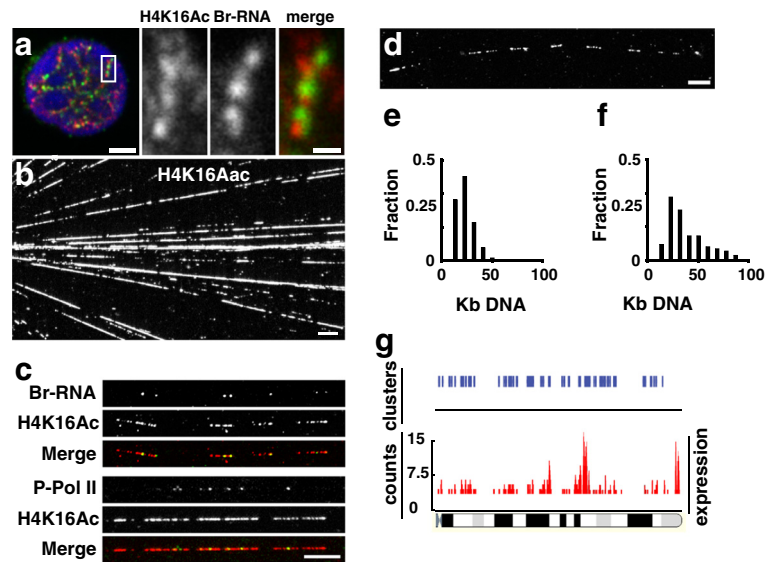 H4K16Ac Br-RNA merge
a
d
e
f
0.5
0.25
0
Fraction
0 50 100
Kb DNA
0.5
0.25
0
Fraction
0 50 100
Kb DNA
b
H4K16Aac
c
Br-RNA
H4K16Ac
Merge
P-Pol II
H4K16Ac
Merge
g
clusters
counts
15
7.5
0
expression